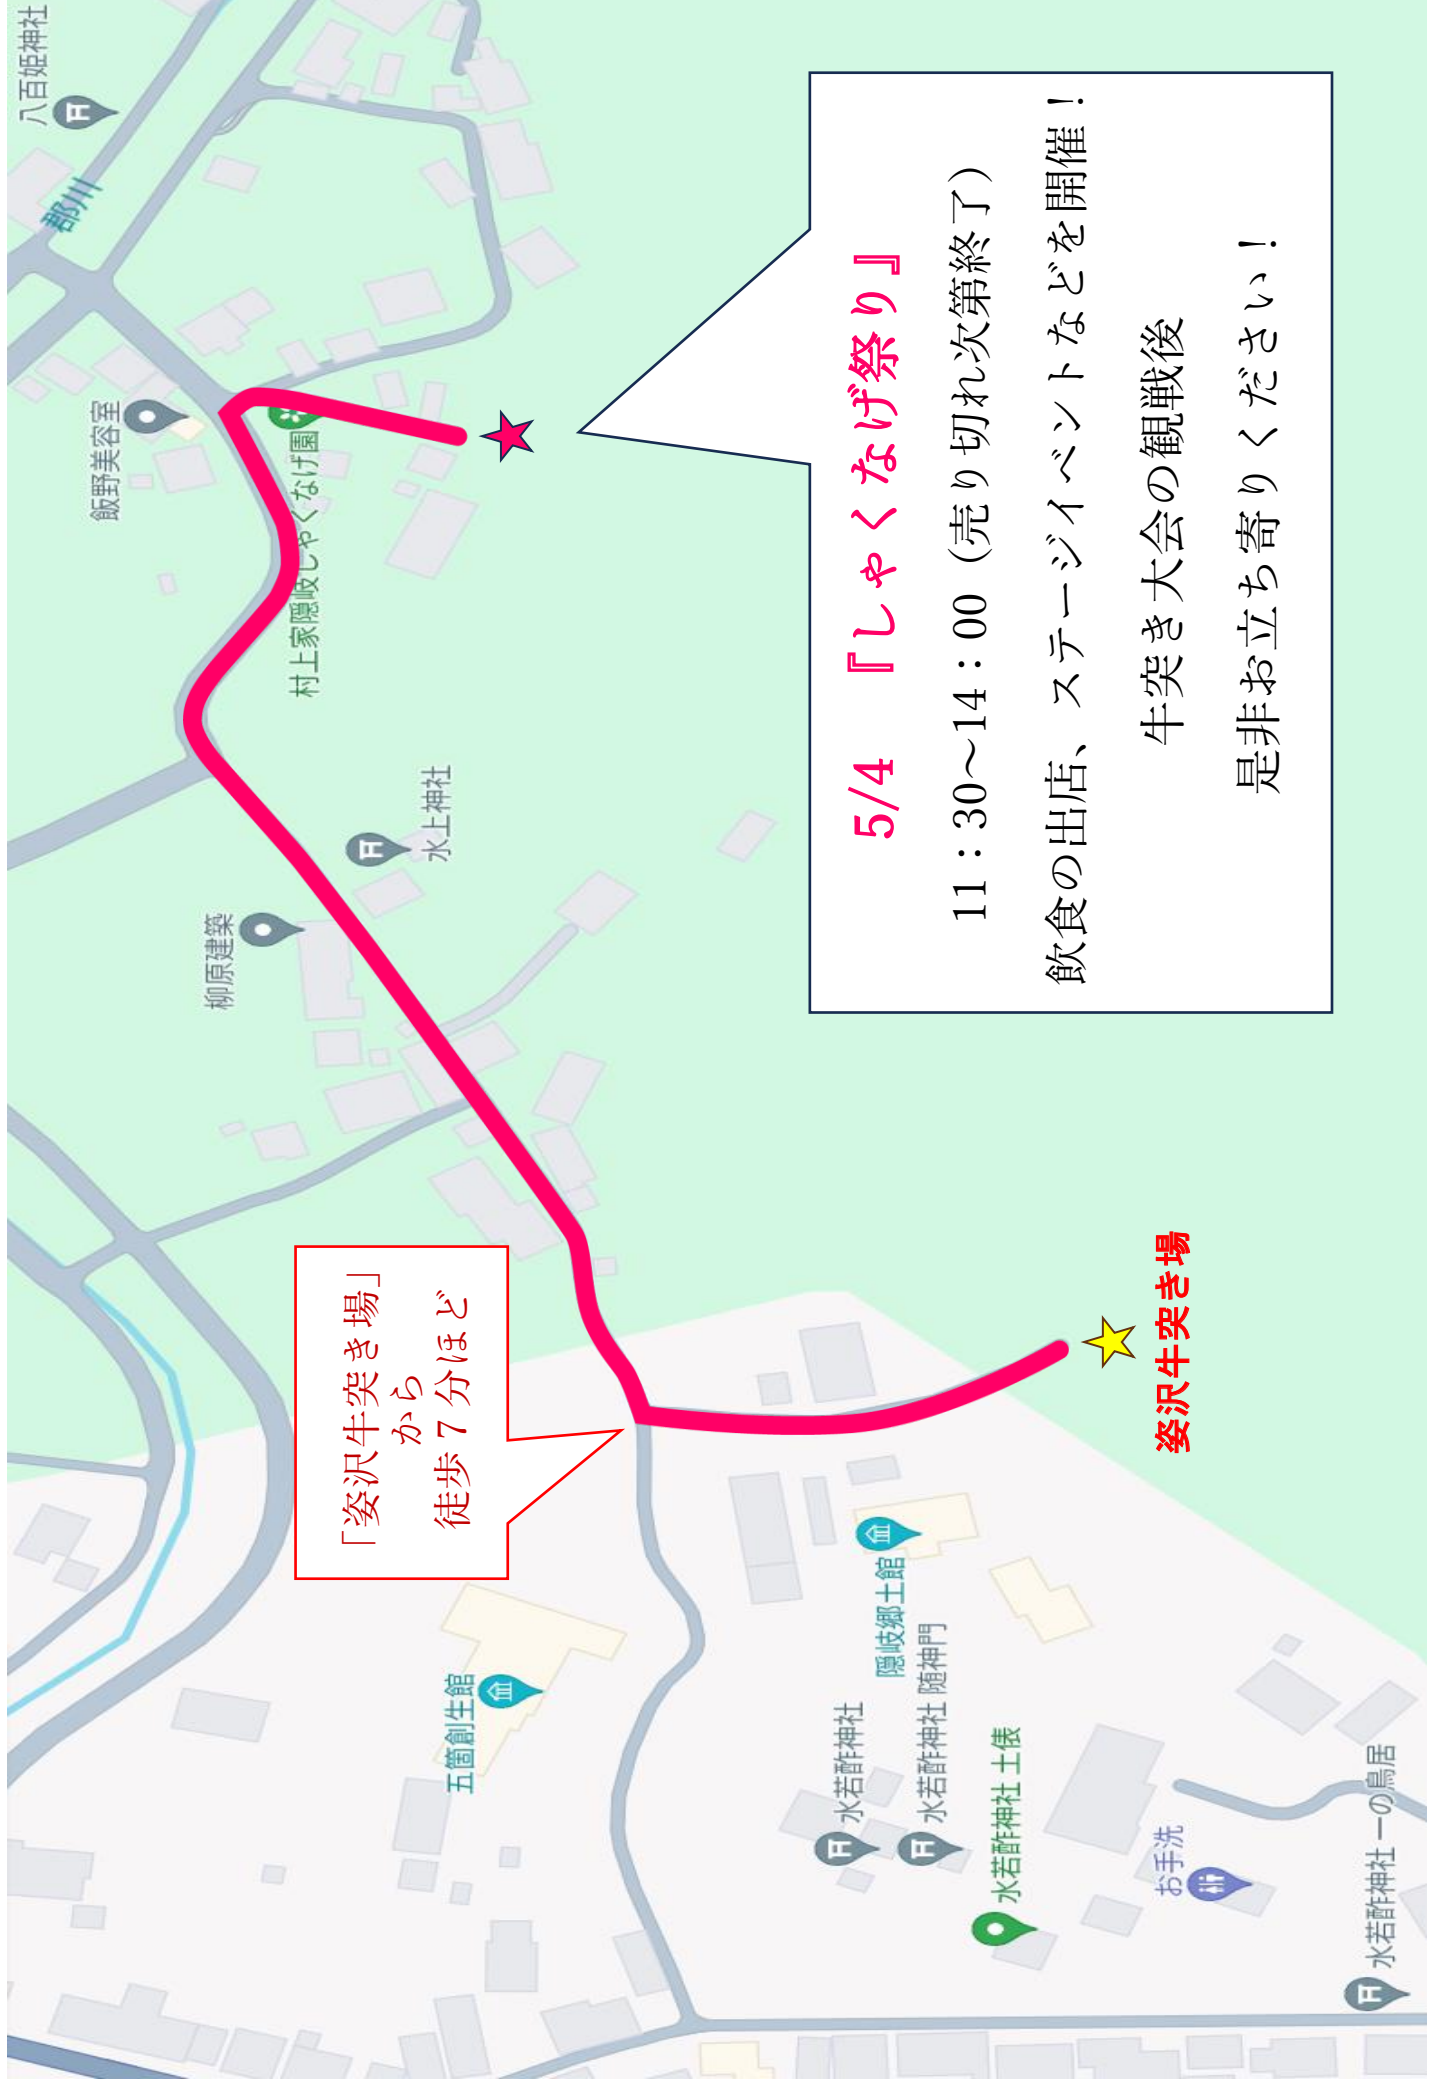 八百姫神社
郡川
飯野美容室
村上家隠岐しゃくなげ園
水上神社
柳原建築
5/4 『しゃくなげ祭り』
11：30～14：00（売り切れ次第終了）
飲食の出店、ステージイベントなどを開催！
牛突き大会の観戦後
是非お立ち寄りください！
「姿沢牛突き場」
から
徒歩７分ほど
姿沢牛突き場
五箇創生館
隠岐郷土館
水若酢神社
水若酢神社 随神門
水若酢神社 土俵
お手洗
水若酢神社 一の鳥居